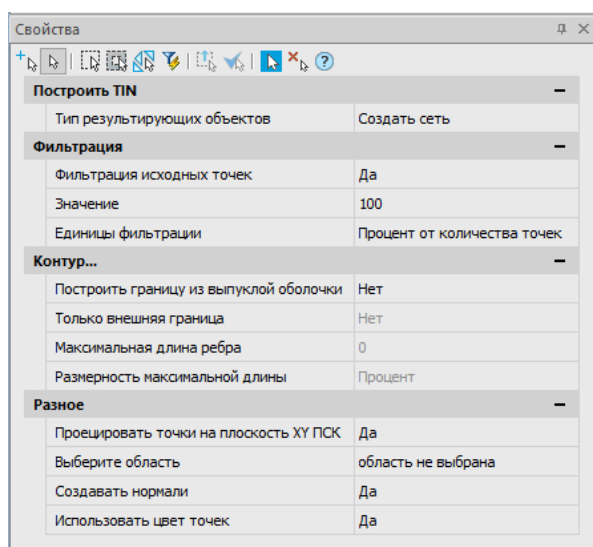 Свойства
Построить TIN
Тип результирующих объектов Создать сеть
Фильтрация
Фильтрация исходных точек Да
Значение 100
Единицы фильтрации Процент от количества точек
Контур...
Построить границу из выпуклой оболочки Нет
Только внешняя граница Нет
Максимальная длина ребра 0
Размерность максимальной длины Процент
Разное
Проецировать точки на плоскость XY ПСК Да
Выберите область область не выбрана
Создавать нормали Да
Использовать цвет точек Да